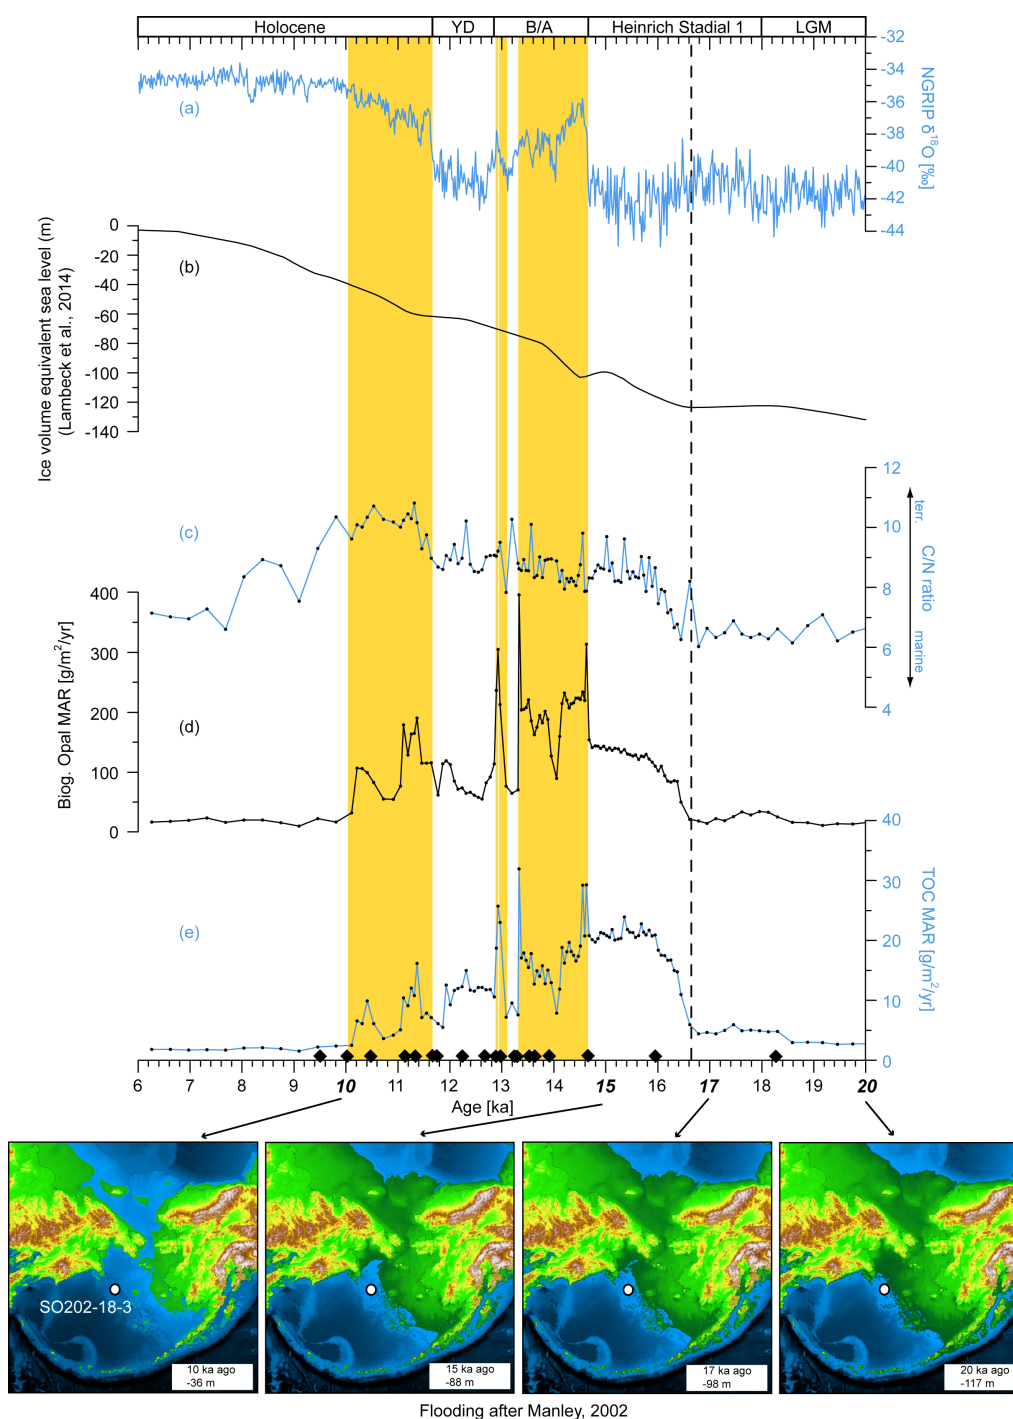 Holocene YD B/A Heinrich Stadial 1 LGM
-32
-34
-36
-38
-40
-42
-44
NGRIP δ18O [‰]
(a)
0
-20
-40
-60
-80
-100
-120
-140
Ice volume equivalent sea level (m)
(Lambeck et al., 2014)
(b)
12
10
8
6
4
terr.
C/N ratio
marine
(c)
400
300
200
100
0
Biog. Opal MAR [g/m²/yr]
(d)
40
30
20
10
0
TOC MAR [g/m²/yr]
(e)
6 7 8 9 10 11 12 13 14 15 16 17 18 19 20
Age [ka]
SO202-18-3
10 ka ago
-36 m
15 ka ago
-88 m
17 ka ago
-98 m
20 ka ago
-117 m
Flooding after Manley, 2002